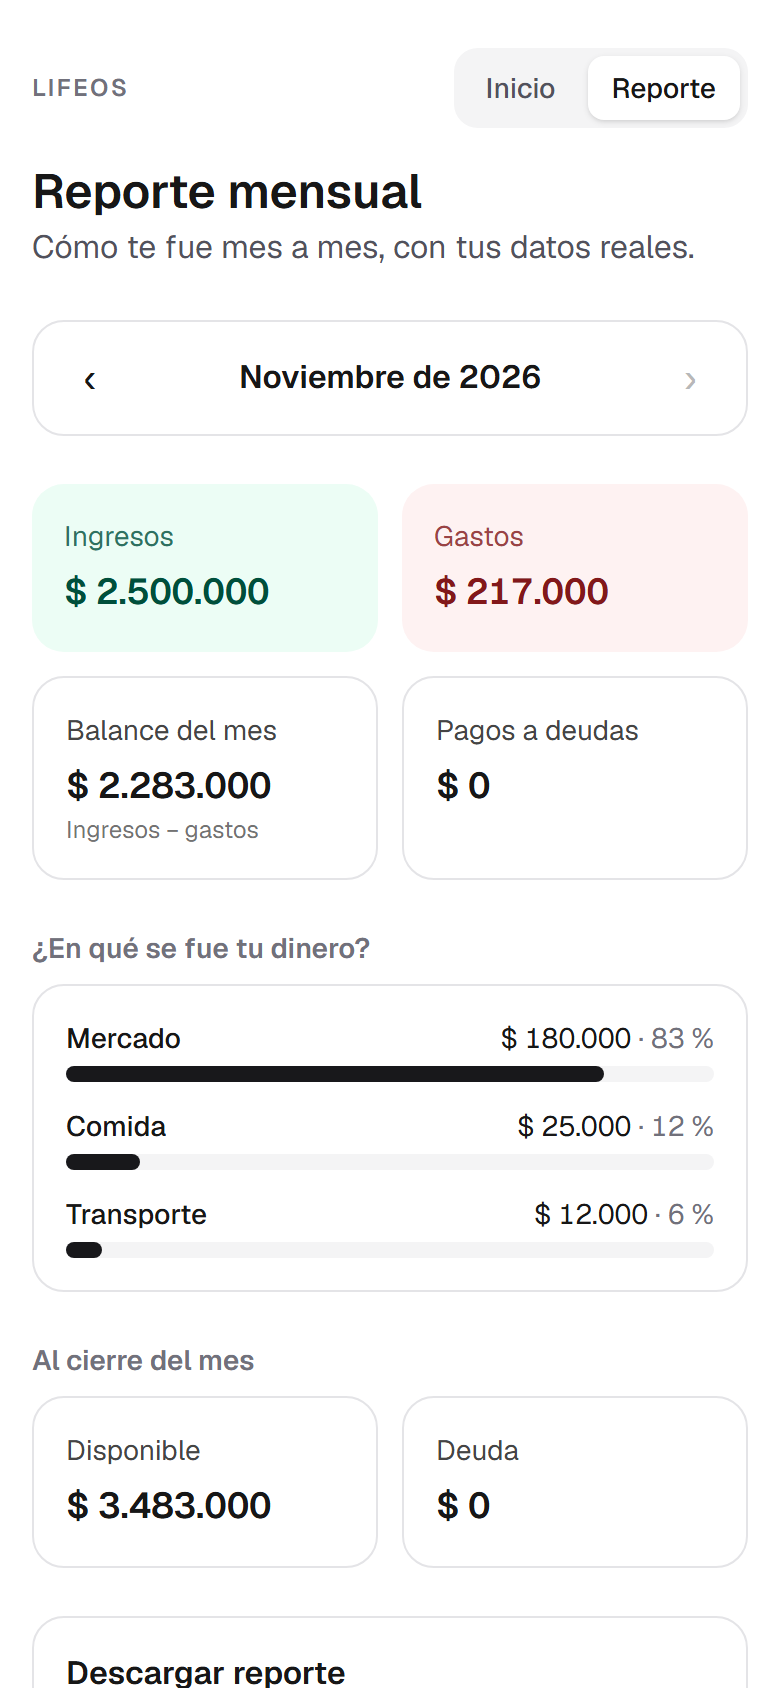 LIFEOS
Inicio
Reporte
Reporte mensual
Cómo te fue mes a mes, con tus datos reales.
‹ Noviembre de 2026 ›
Ingresos
$ 2.500.000
Gastos
$ 217.000
Balance del mes
$ 2.283.000
Ingresos – gastos
Pagos a deudas
$ 0
¿En qué se fue tu dinero?
Mercado $ 180.000 · 83 %
Comida $ 25.000 · 12 %
Transporte $ 12.000 · 6 %
Al cierre del mes
Disponible
$ 3.483.000
Deuda
$ 0
Descargar reporte